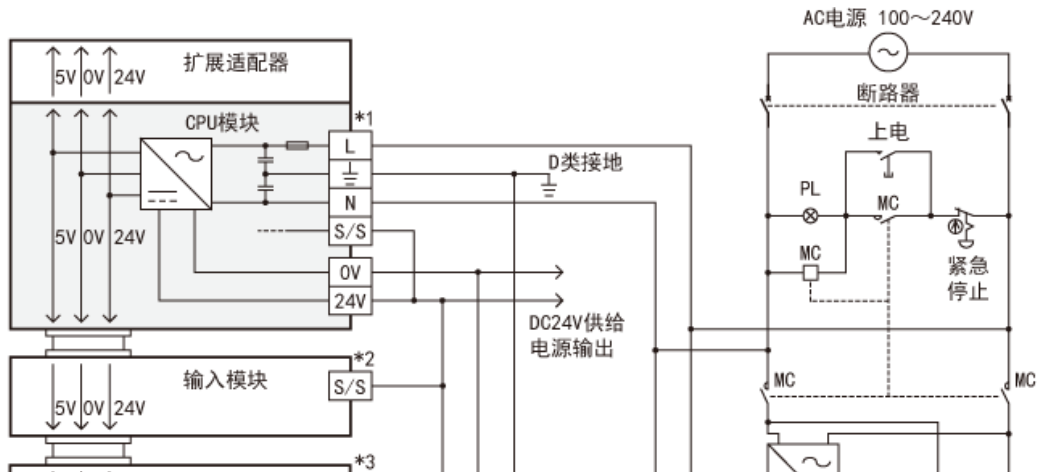 AC电源 100～240V
扩展适配器
5V 0V 24V
断路器
CPU模块
*1
上电
L
D类接地
PL
MC
N
5V 0V 24V
S/S
MC
紧急
停止
0V
24V
DC24V供给
电源输出
*2
输入模块
S/S
MC
MC
5V 0V 24V
*3